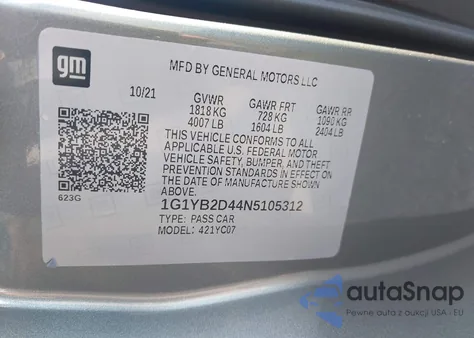 gm
MFD BY GENERAL MOTORS LLC
10/21 GVWR GAWR FRT GAWR RR
1818 KG 728 KG 1090 KG
4007 LB 1604 LB 2404 LB
THIS VEHICLE CONFORMS TO ALL
APPLICABLE U.S. FEDERAL MOTOR
VEHICLE SAFETY, BUMPER, AND THEFT
PREVENTION STANDARDS IN EFFECT ON
THE DATE OF MANUFACTURE SHOWN
ABOVE.
623G
1G1YB2D44N5105312
TYPE: PASS CAR
MODEL: 421YC07
autoSnap
Pewne auta z aukcji USA - EU